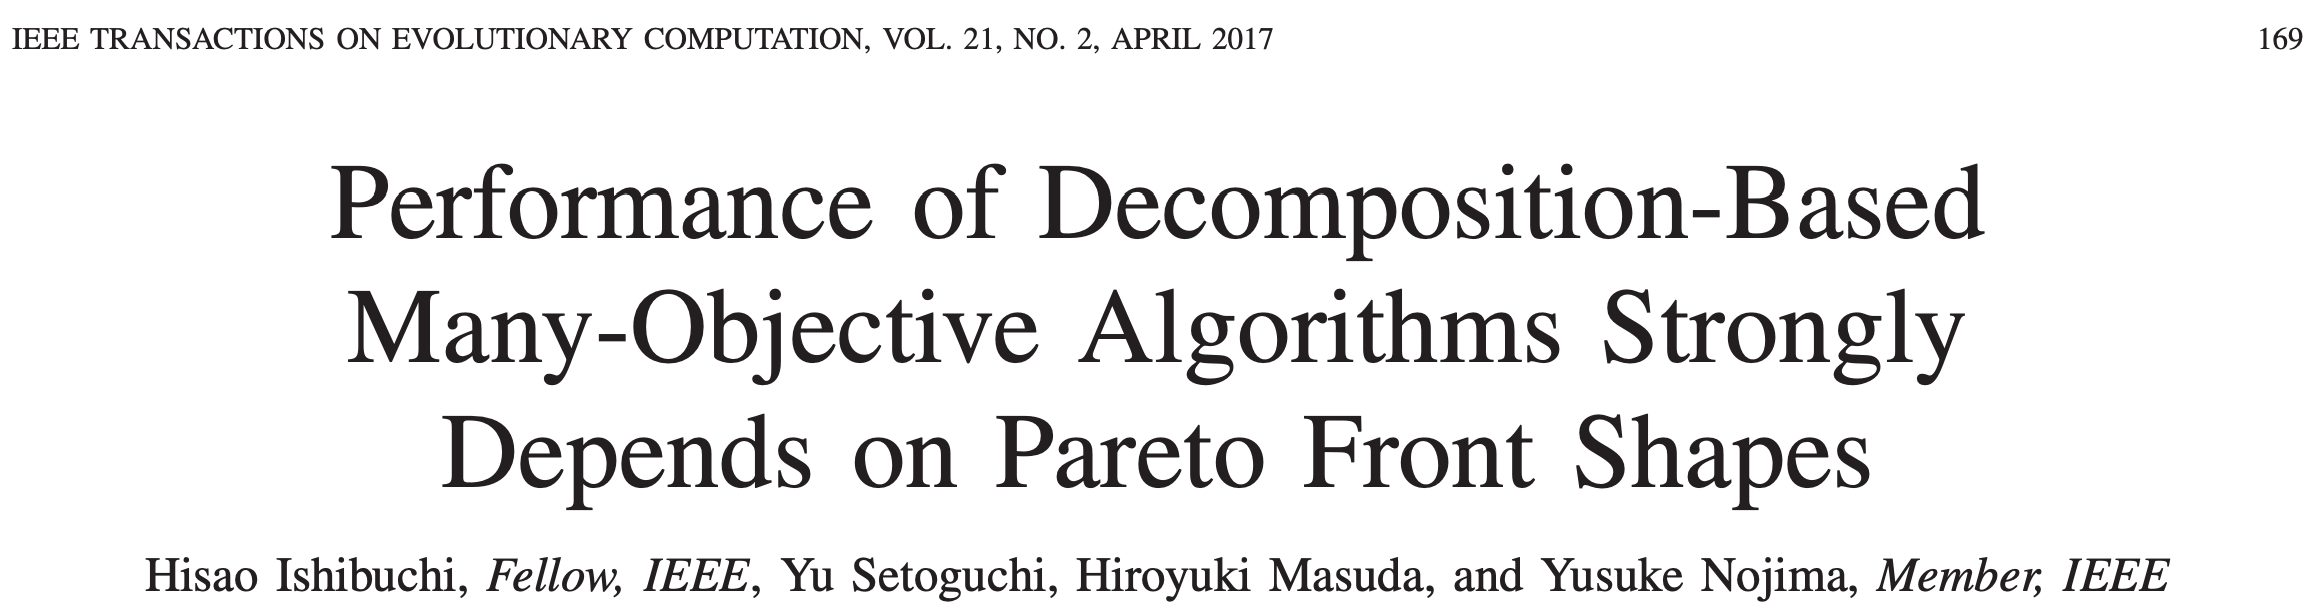 IEEE TRANSACTIONS ON EVOLUTIONARY COMPUTATION, VOL. 21, NO. 2, APRIL 2017 169
Performance of Decomposition-Based
Many-Objective Algorithms Strongly
Depends on Pareto Front Shapes
Hisao Ishibuchi, Fellow, IEEE, Yu Setoguchi, Hiroyuki Masuda, and Yusuke Nojima, Member, IEEE